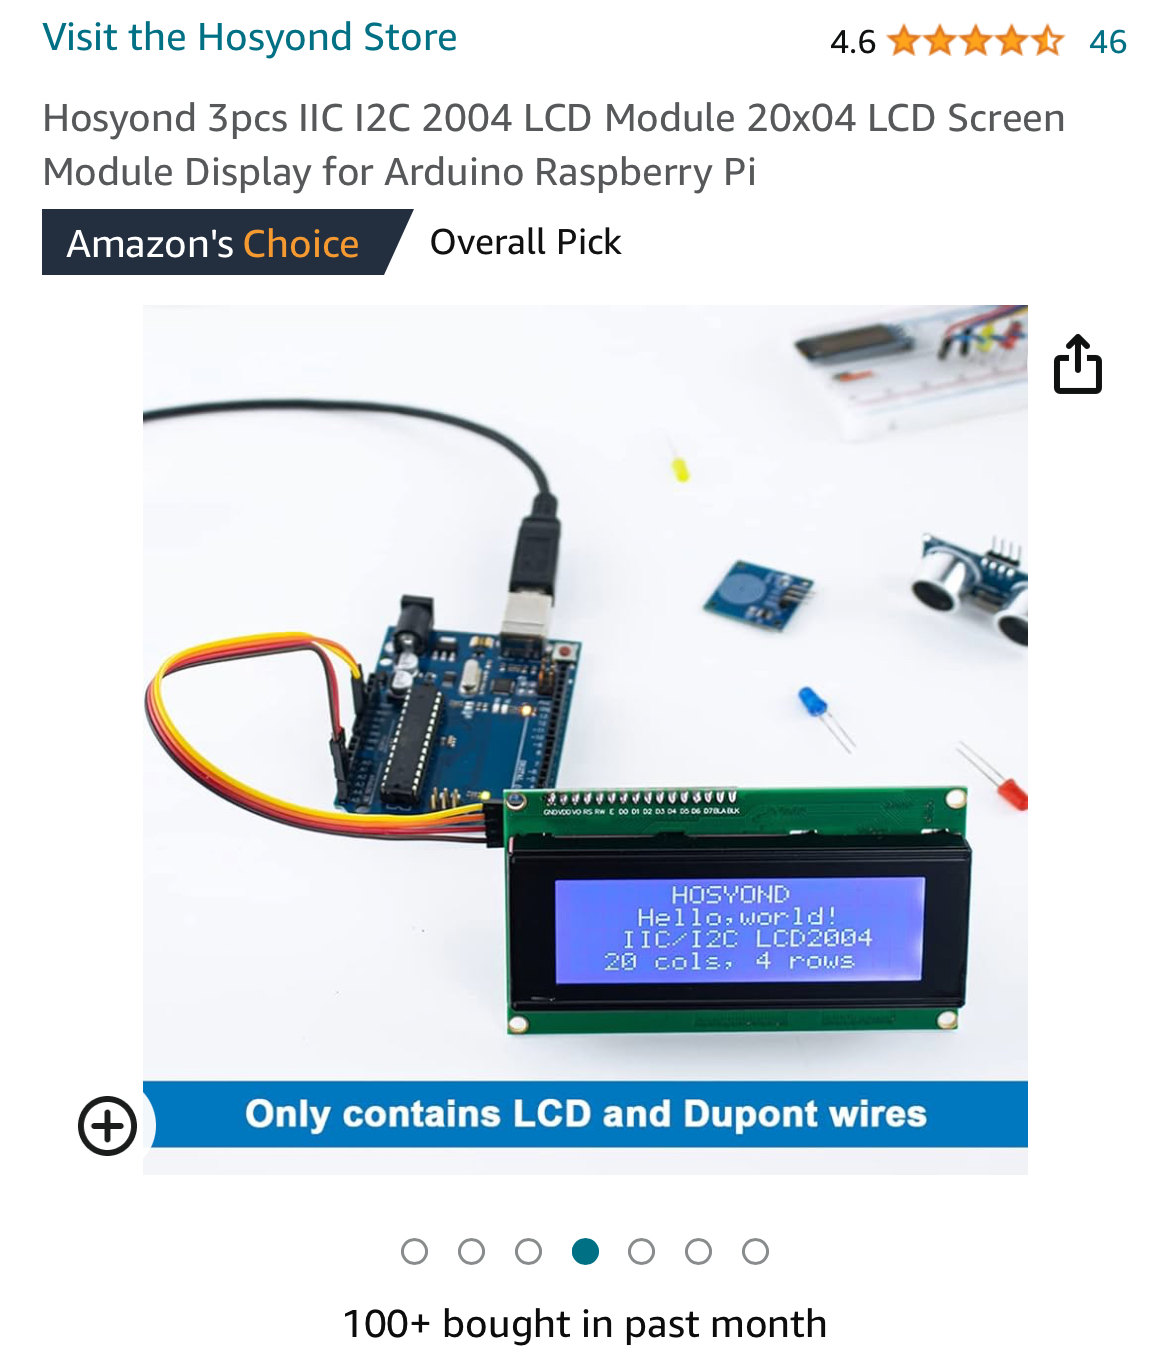 Visit the Hosyond Store
4.6 46
Hosyond 3pcs IIC I2C 2004 LCD Module 20x04 LCD Screen
Module Display for Arduino Raspberry Pi
Amazon's Choice Overall Pick
GND VDD VO RS RW E D0 D1 D2 D3 D4 D5 D6 D7 BLA BLK
HOSYOND
Hello,world!
IIC/I2C LCD2004
20 cols, 4 rows
Only contains LCD and Dupont wires
100+ bought in past month